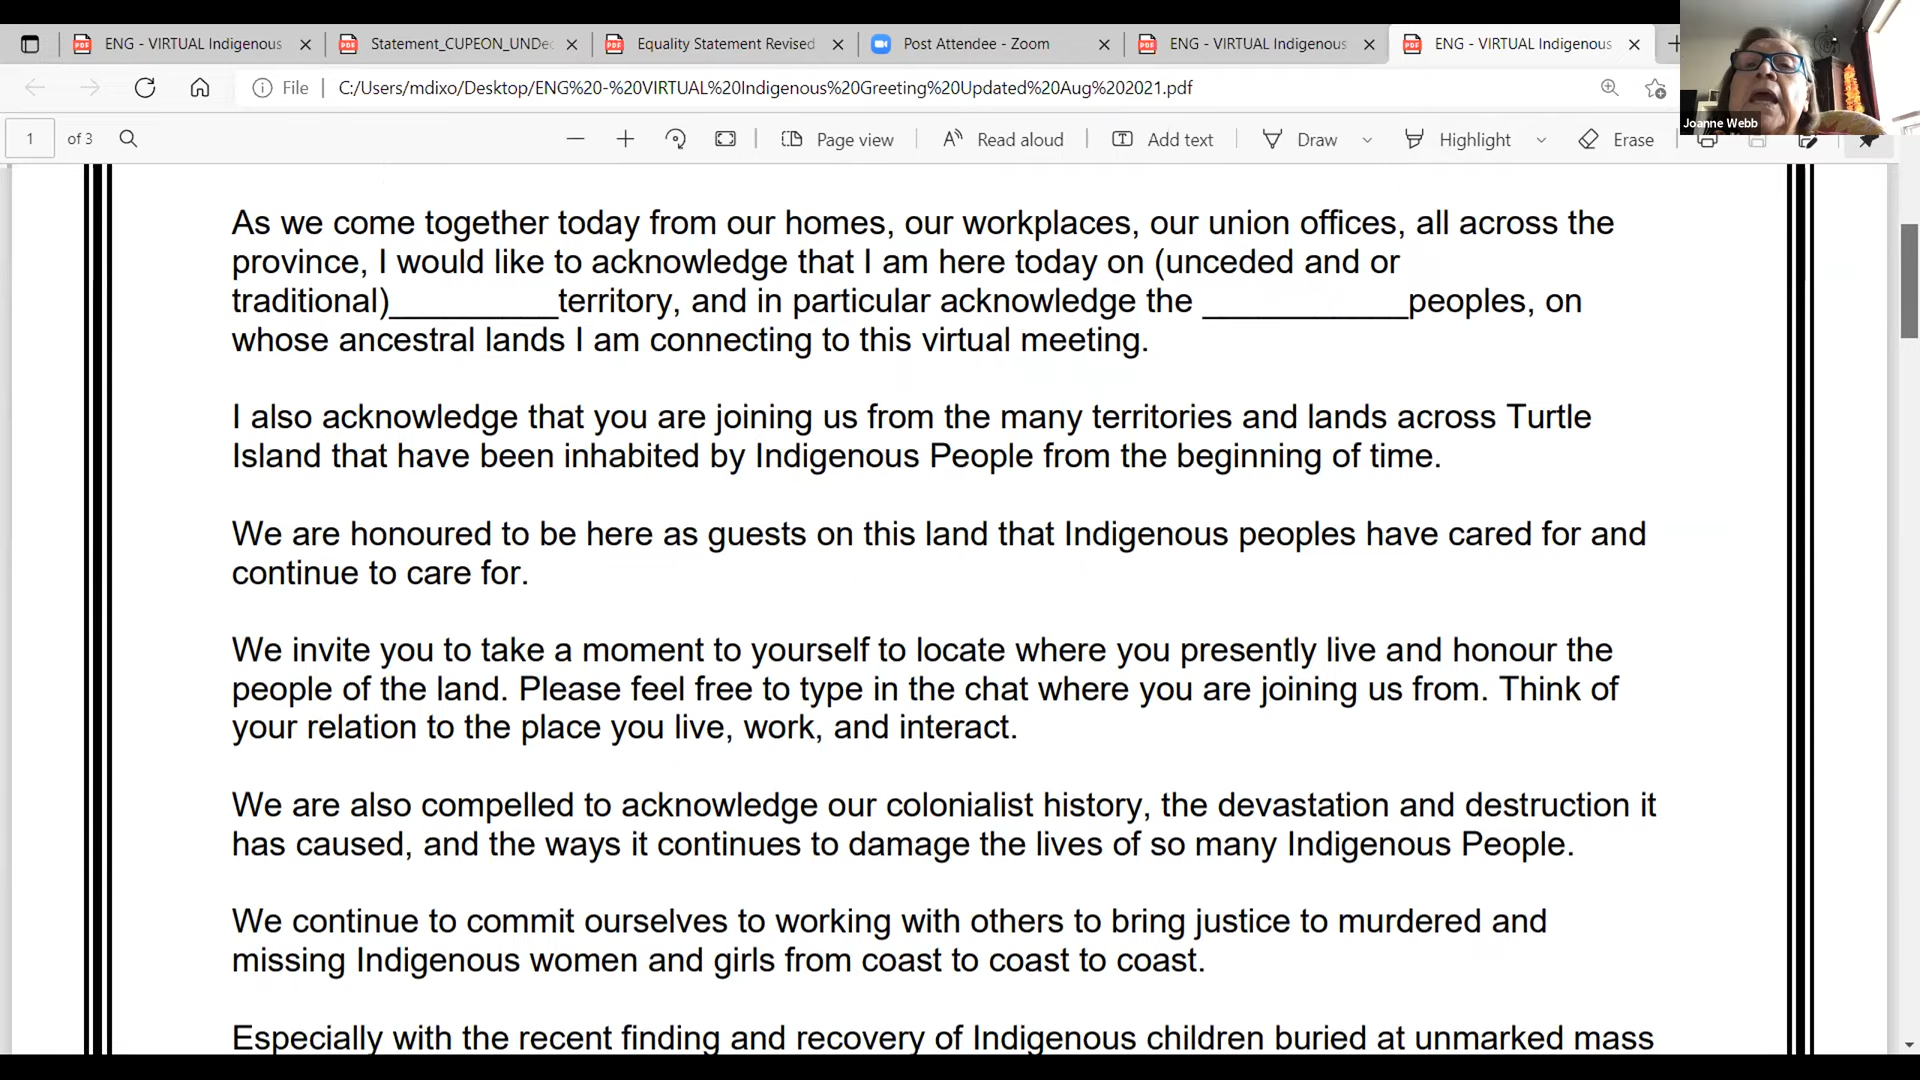 ENG - VIRTUAL Indigenous
Statement_CUPEON_UNDec
Equality Statement Revised
Post Attendee - Zoom
ENG - VIRTUAL Indigenous
ENG - VIRTUAL Indigenous
File
C:/Users/mdixo/Desktop/ENG%20-%20VIRTUAL%20Indigenous%20Greeting%20Updated%20Aug%202021.pdf
Joanne Webb
1 of 3
Page view
Read aloud
Add text
Draw
Highlight
Erase
As we come together today from our homes, our workplaces, our union offices, all across the
province, I would like to acknowledge that I am here today on (unceded and or
traditional)_________territory, and in particular acknowledge the ___________peoples, on
whose ancestral lands I am connecting to this virtual meeting.
I also acknowledge that you are joining us from the many territories and lands across Turtle
Island that have been inhabited by Indigenous People from the beginning of time.
We are honoured to be here as guests on this land that Indigenous peoples have cared for and
continue to care for.
We invite you to take a moment to yourself to locate where you presently live and honour the
people of the land. Please feel free to type in the chat where you are joining us from. Think of
your relation to the place you live, work, and interact.
We are also compelled to acknowledge our colonialist history, the devastation and destruction it
has caused, and the ways it continues to damage the lives of so many Indigenous People.
We continue to commit ourselves to working with others to bring justice to murdered and
missing Indigenous women and girls from coast to coast to coast.
Especially with the recent finding and recovery of Indigenous children buried at unmarked mass